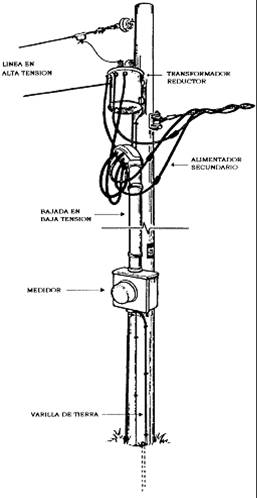 LINEA EN
ALTA TENSION
TRANSFORMADOR
REDUCTOR
ALIMENTADOR
SECUNDARIO
BAJADA EN
BAJA TENSION
MEDIDOR
VARILLA DE TIERRA